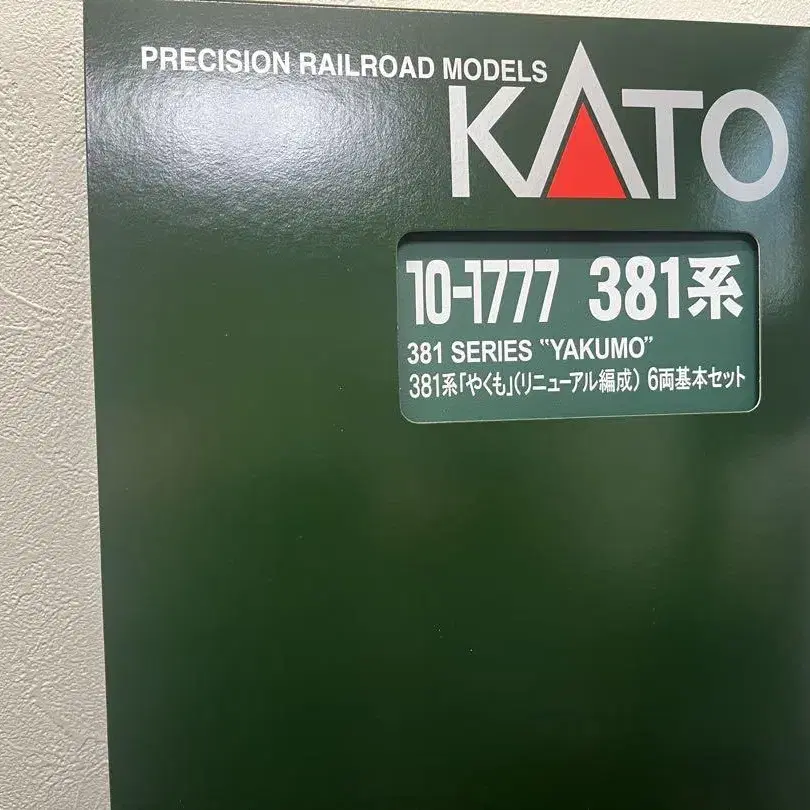 PRECISION RAILROAD MODELS
KATO
10-1777 381系
381 SERIES "YAKUMO"
381系「やくも」(リニューアル編成) 6両基本セット